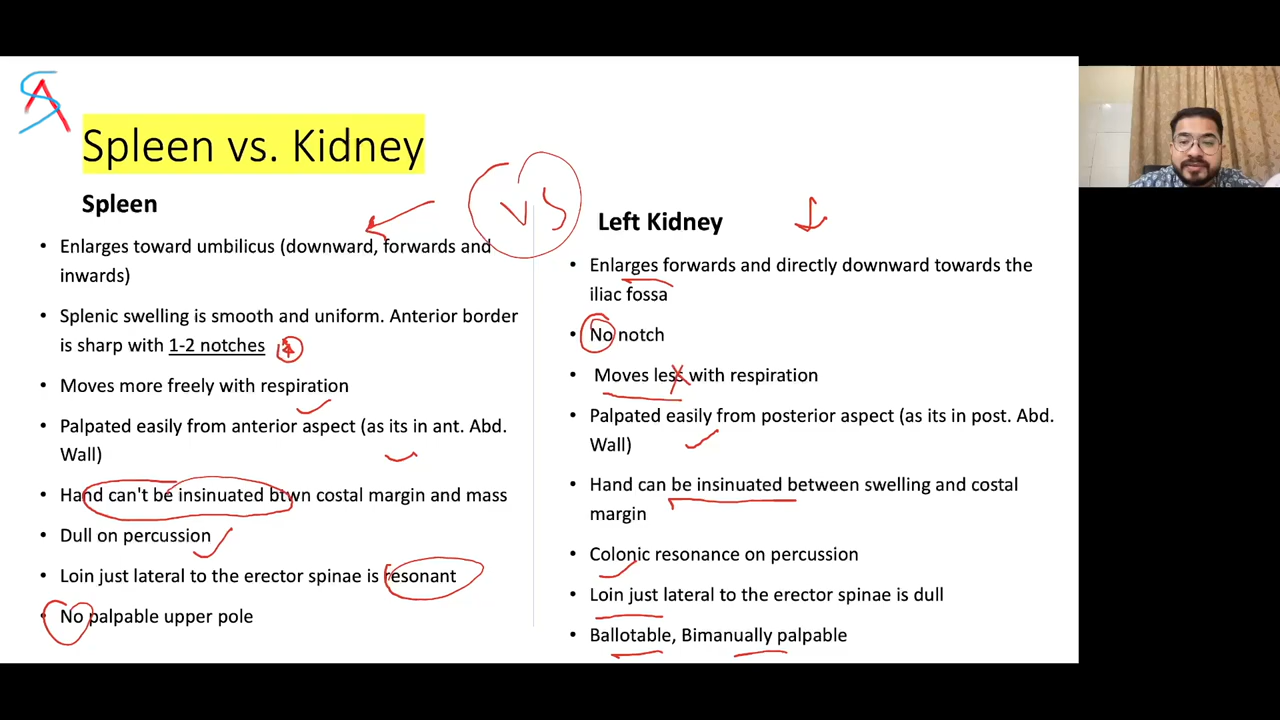 SA
Spleen vs. Kidney
VS
Spleen
• Enlarges toward umbilicus (downward, forwards and
inwards)
• Splenic swelling is smooth and uniform. Anterior border
is sharp with 1-2 notches
• Moves more freely with respiration
• Palpated easily from anterior aspect (as its in ant. Abd.
Wall)
• Hand can't be insinuated btwn costal margin and mass
• Dull on percussion
• Loin just lateral to the erector spinae is resonant
• No palpable upper pole
Left Kidney
• Enlarges forwards and directly downward towards the
iliac fossa
• No notch
• Moves less with respiration
• Palpated easily from posterior aspect (as its in post. Abd.
Wall)
• Hand can be insinuated between swelling and costal
margin
• Colonic resonance on percussion
• Loin just lateral to the erector spinae is dull
• Ballotable, Bimanually palpable